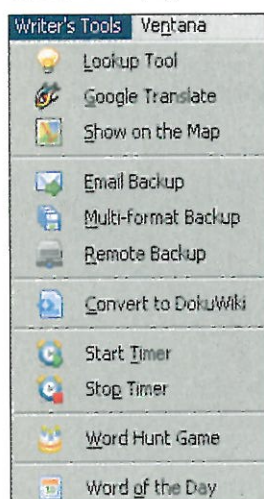 Writer's Tools Ventana
Lookup Tool
Google Translate
Show on the Map
Email Backup
Multi-format Backup
Remote Backup
Convert to DokuWiki
Start Timer
Stop Timer
Word Hunt Game
Word of the Day